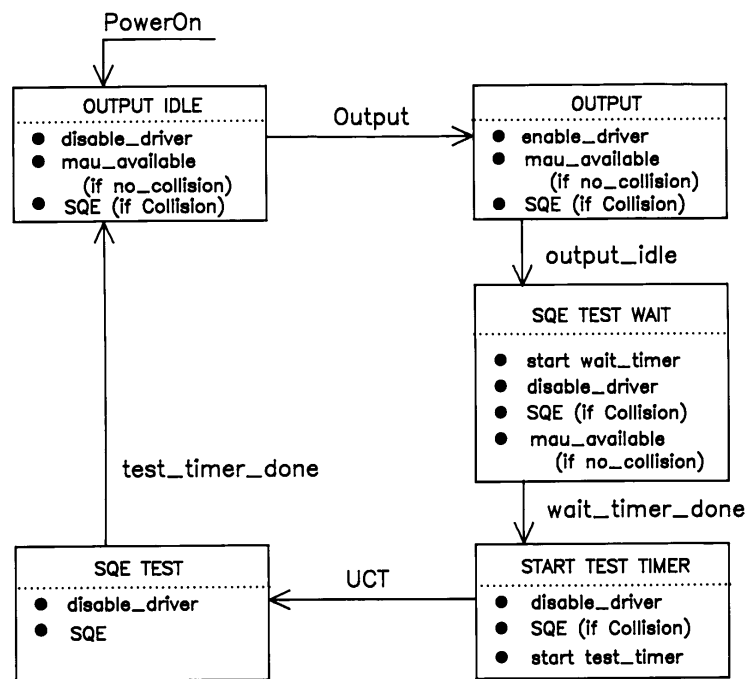 PowerOn
OUTPUT IDLE
● disable_driver
● mau_available
(if no_collision)
● SQE (if Collision)
Output
OUTPUT
● enable_driver
● mau_available
(if no_collision)
● SQE (if Collision)
output_idle
SQE TEST WAIT
● start wait_timer
● disable_driver
● SQE (if Collision)
● mau_available
(if no_collision)
wait_timer_done
START TEST TIMER
● disable_driver
● SQE (if Collision)
● start test_timer
UCT
SQE TEST
● disable_driver
● SQE
test_timer_done